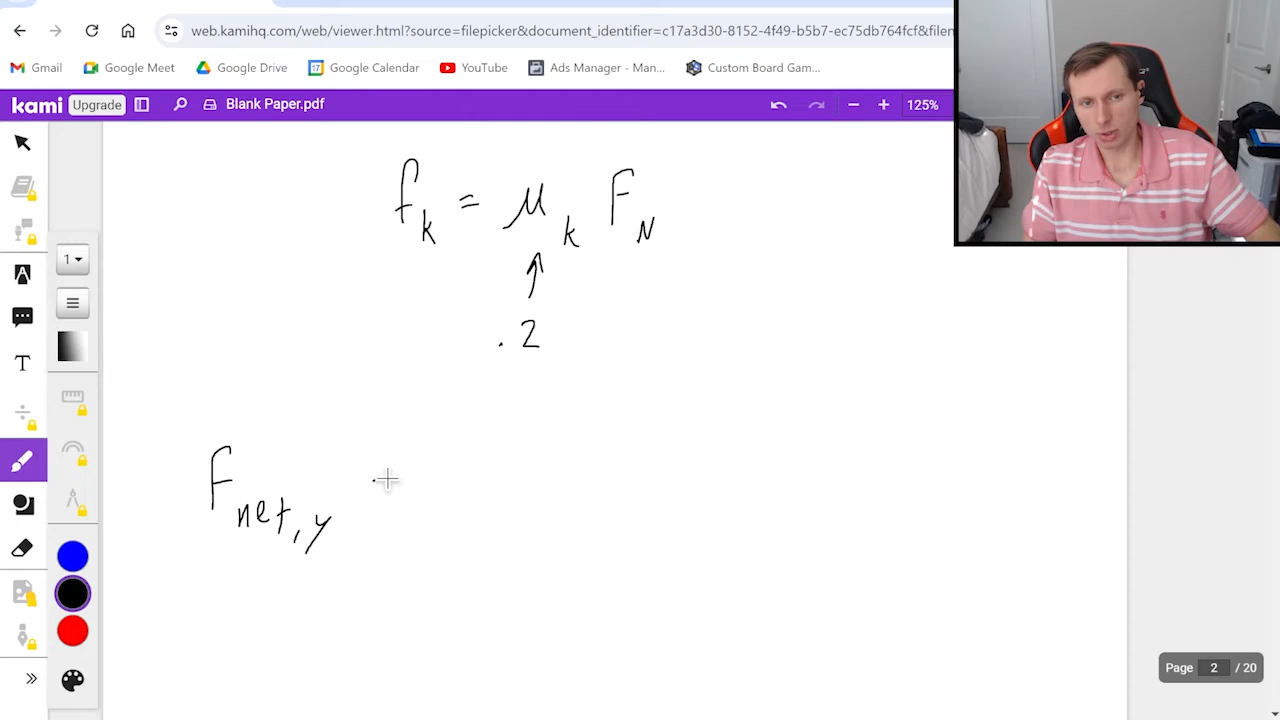 web.kamihq.com/web/viewer.html?source=filepicker&document_identifier=c17a3d30-8152-4f49-b5b7-ec75db764fcf&filen
Gmail Google Meet Google Drive 17 Google Calendar YouTube Ads Manager - Man... Custom Board Gam...
kami Upgrade Blank Paper.pdf 125%
f_k = μ_k F_N
1
.2
T
F_net,y
Page 2 / 20